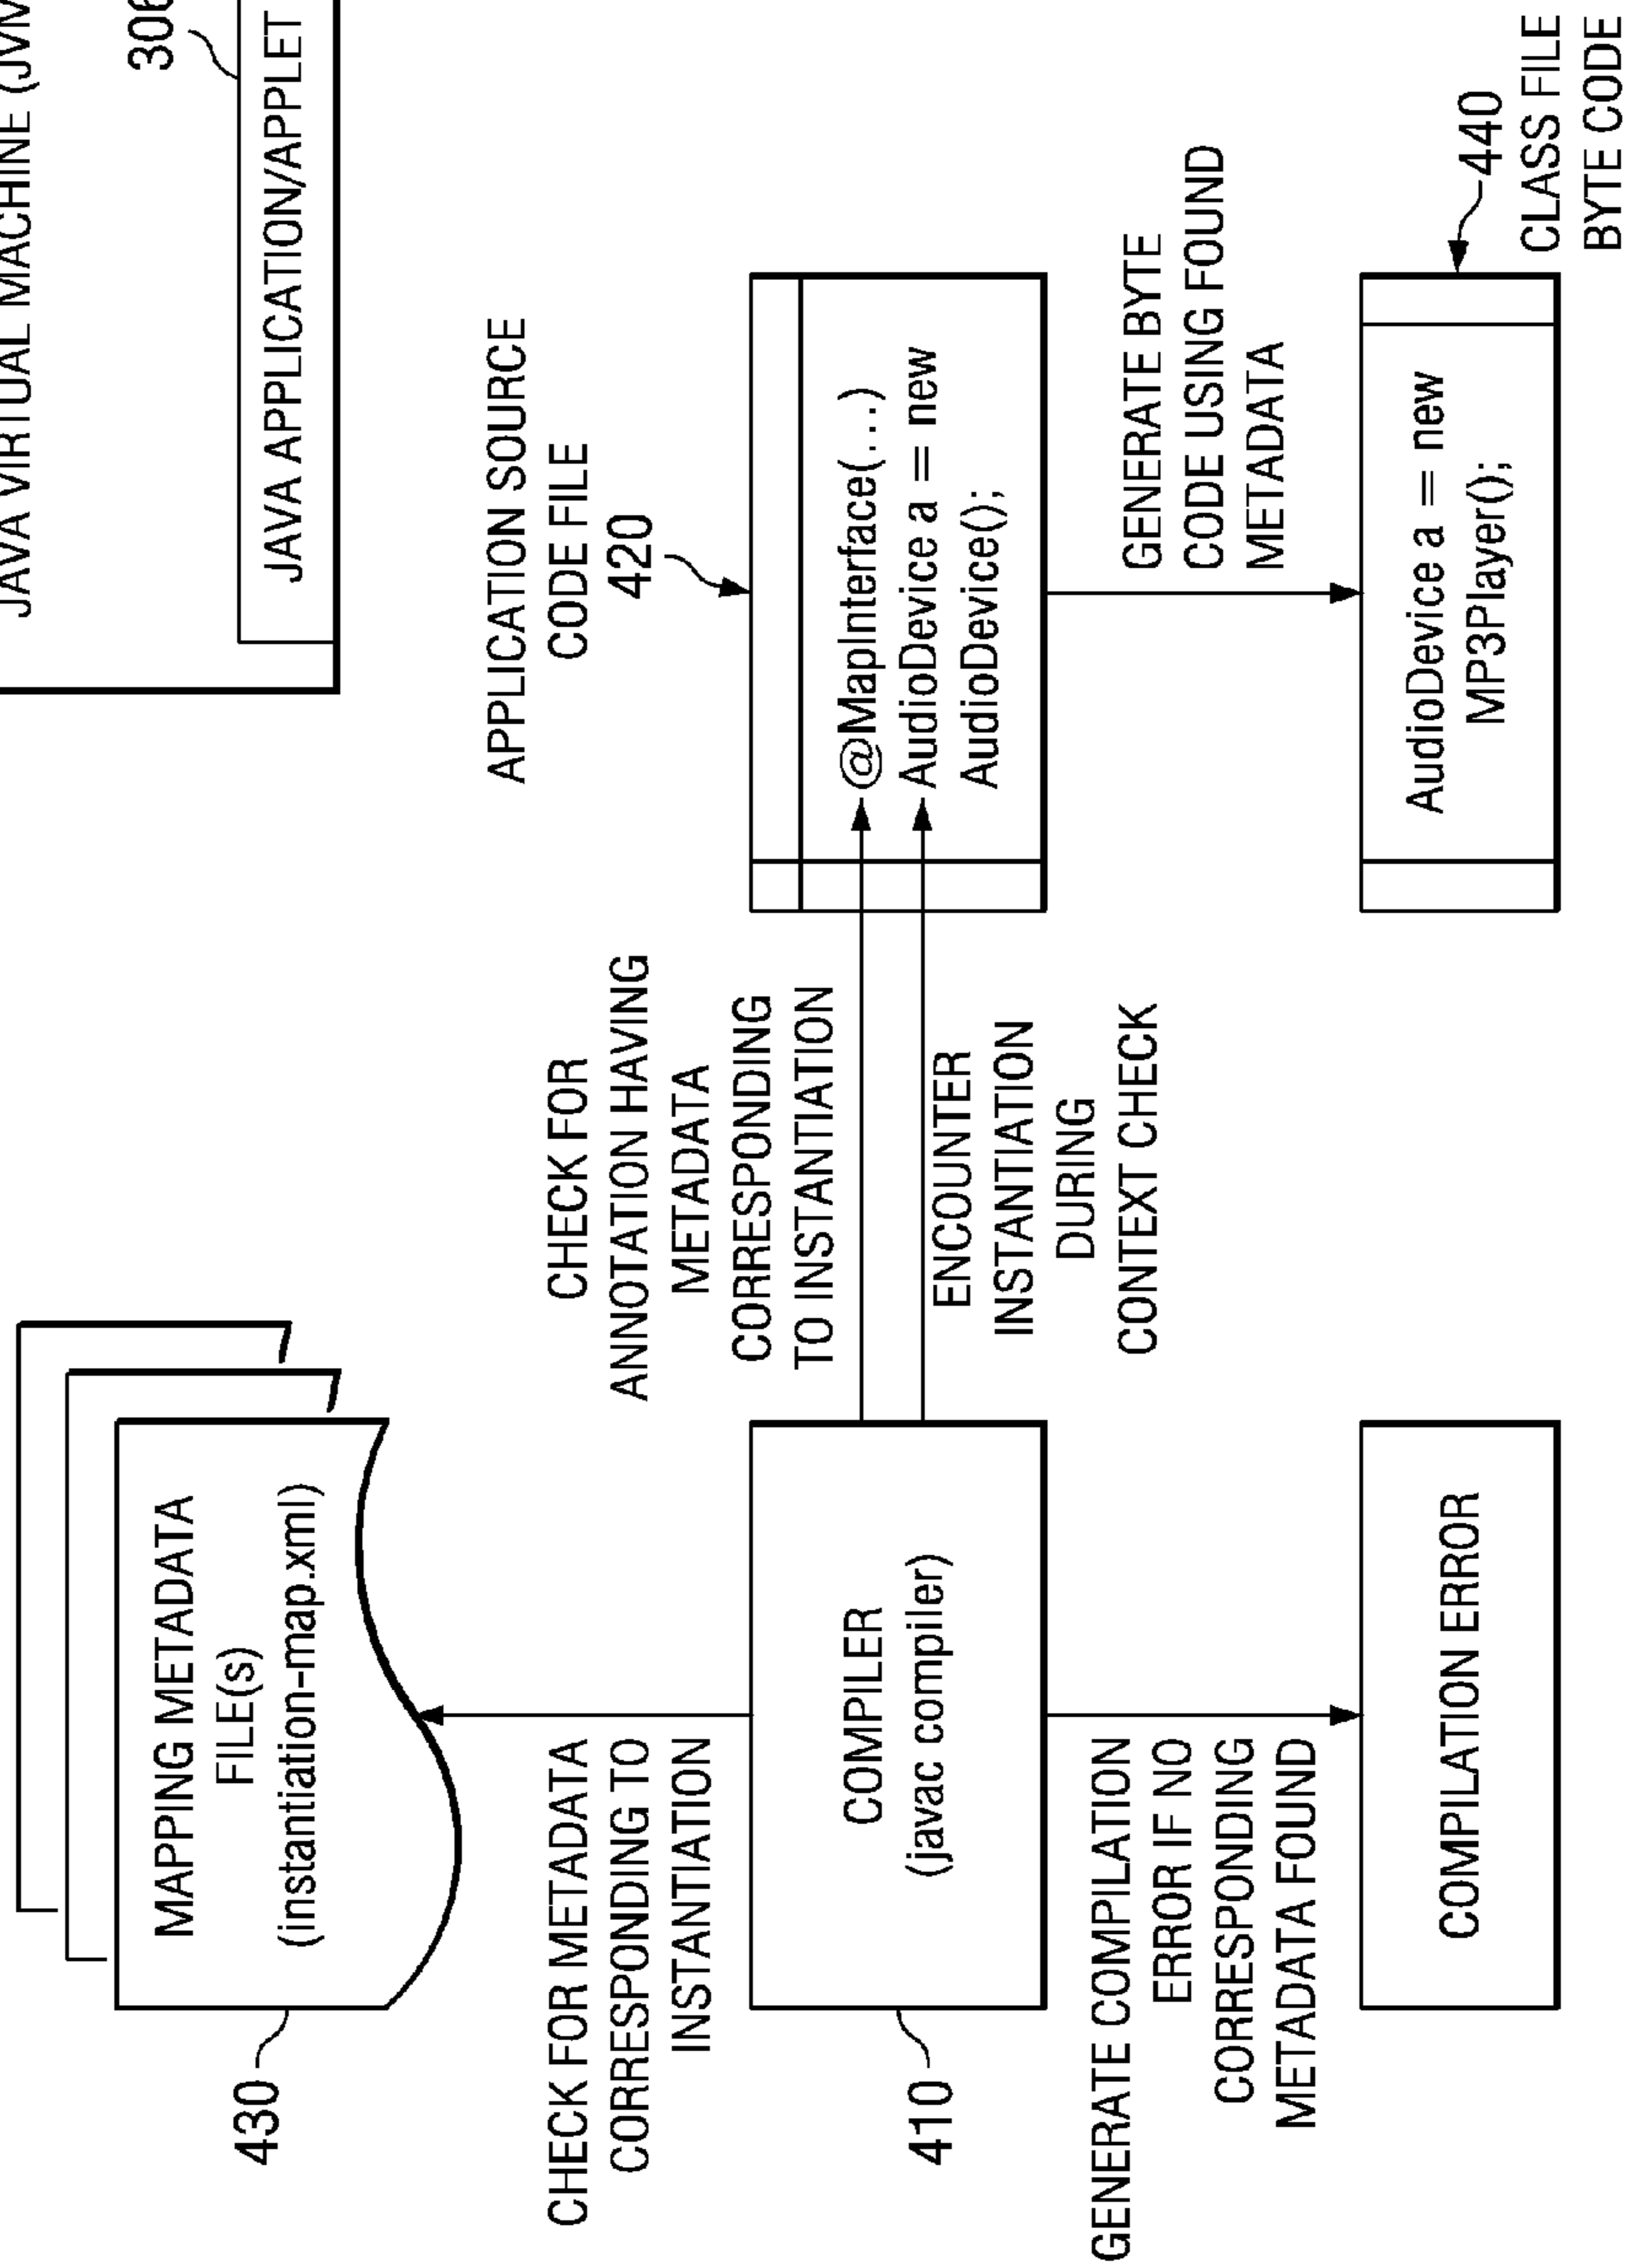 JAVA VIRTUAL MACHINE (JVM
306
JAVA APPLICATION/APPLET
430
MAPPING METADATA
FILE(s)
(instantiation-map.xml)
CHECK FOR METADATA
CORRESPONDING TO
INSTANTIATION
410
COMPILER
(javac compiler)
CHECK FOR
ANNOTATION HAVING
METADATA
CORRESPONDING
TO INSTANTIATION
ENCOUNTER
INSTANTIATION
DURING
CONTEXT CHECK
APPLICATION SOURCE
CODE FILE
420
@MapInterface(...)
AudioDevice a = new
AudioDevice();
GENERATE COMPILATION
ERROR IF NO
CORRESPONDING
METADATA FOUND
COMPILATION ERROR
GENERATE BYTE
CODE USING FOUND
METADATA
AudioDevice a = new
MP3Player();
440
CLASS FILE
BYTE CODE